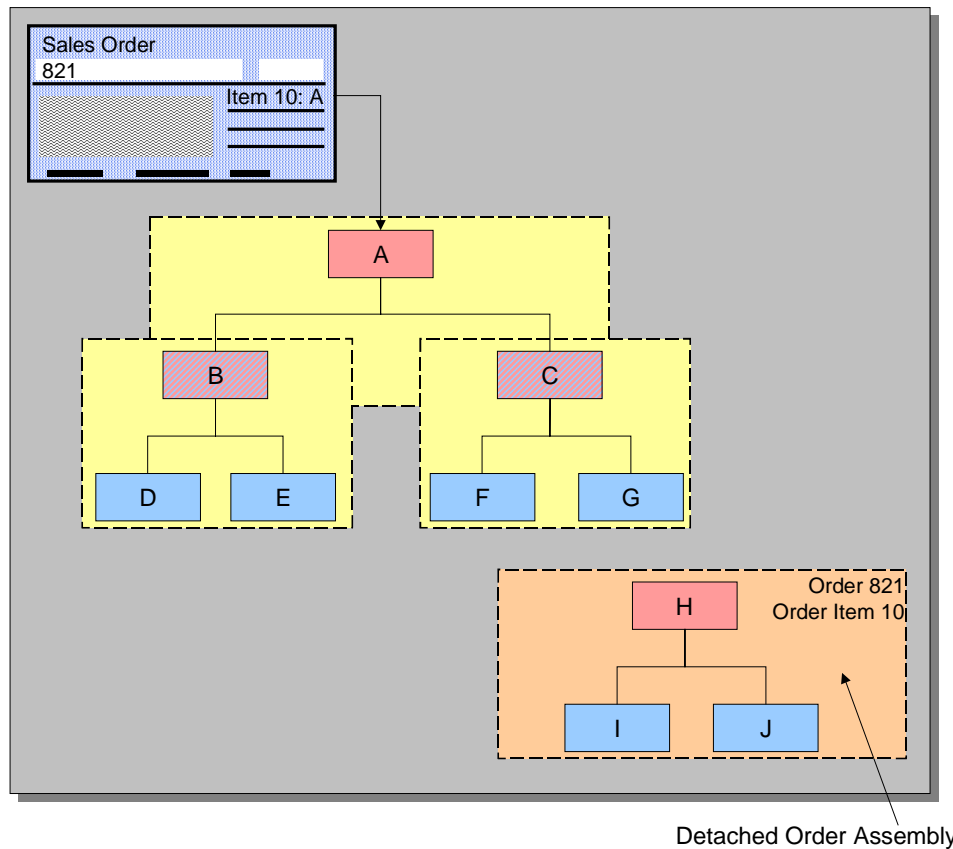 Sales Order
821
Item 10: A
A
B
C
D
E
F
G
Order 821
Order Item 10
H
I
J
Detached Order Assembly